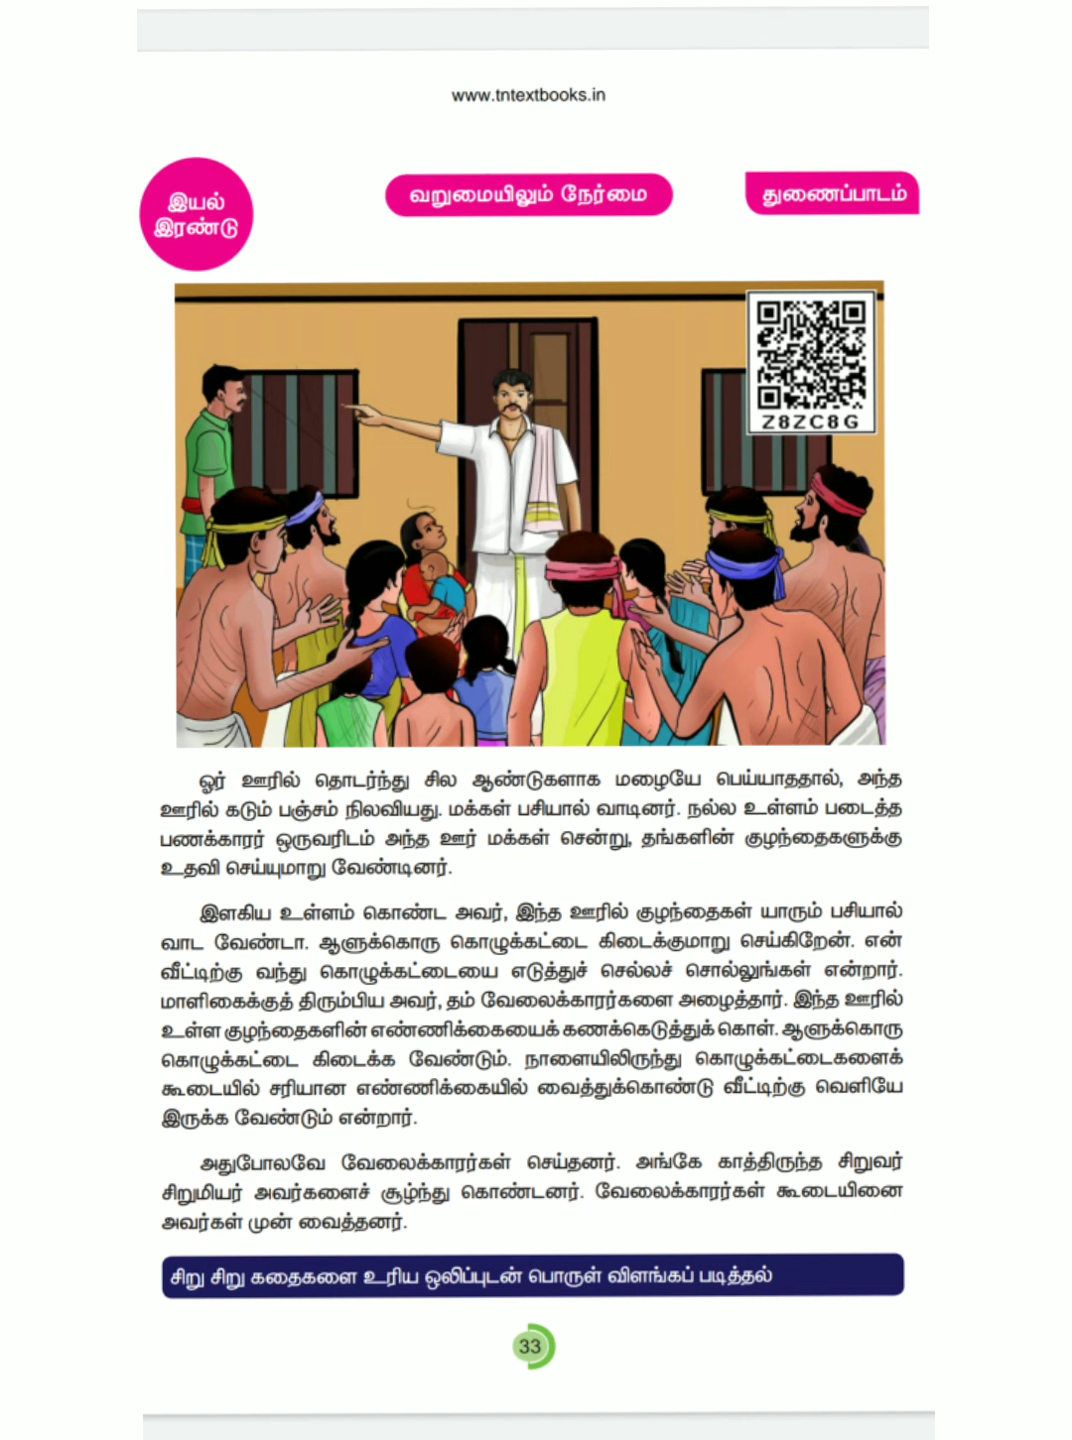 www.tntextbooks.in
இயல்
இரண்டு
வறுமையிலும் நேர்மை
துணைப்பாடம்
Z8ZC8G
ஓர் ஊரில் தொடர்ந்து சில ஆண்டுகளாக மழையே பெய்யாததால், அந்த
ஊரில் கடும் பஞ்சம் நிலவியது. மக்கள் பசியால் வாடினர். நல்ல உள்ளம் படைத்த
பணக்காரர் ஒருவரிடம் அந்த ஊர் மக்கள் சென்று, தங்களின் குழந்தைகளுக்கு
உதவி செய்யுமாறு வேண்டினர்.
இளகிய உள்ளம் கொண்ட அவர், இந்த ஊரில் குழந்தைகள் யாரும் பசியால்
வாட வேண்டா. ஆளுக்கொரு கொழுக்கட்டை கிடைக்குமாறு செய்கிறேன். என்
வீட்டிற்கு வந்து கொழுக்கட்டையை எடுத்துச் செல்லச் சொல்லுங்கள் என்றார்.
மாளிகைக்குத் திரும்பிய அவர், தம் வேலைக்காரர்களை அழைத்தார். இந்த ஊரில்
உள்ள குழந்தைகளின் எண்ணிக்கையைக் கணக்கெடுத்துக் கொள். ஆளுக்கொரு
கொழுக்கட்டை கிடைக்க வேண்டும். நாளையிலிருந்து கொழுக்கட்டைகளைக்
கூடையில் சரியான எண்ணிக்கையில் வைத்துக்கொண்டு வீட்டிற்கு வெளியே
இருக்க வேண்டும் என்றார்.
அதுபோலவே வேலைக்காரர்கள் செய்தனர். அங்கே காத்திருந்த சிறுவர்
சிறுமியர் அவர்களைச் சூழ்ந்து கொண்டனர். வேலைக்காரர்கள் கூடையினை
அவர்கள் முன் வைத்தனர்.
சிறு சிறு கதைகளை உரிய ஒலிப்புடன் பொருள் விளங்கப் படித்தல்
33